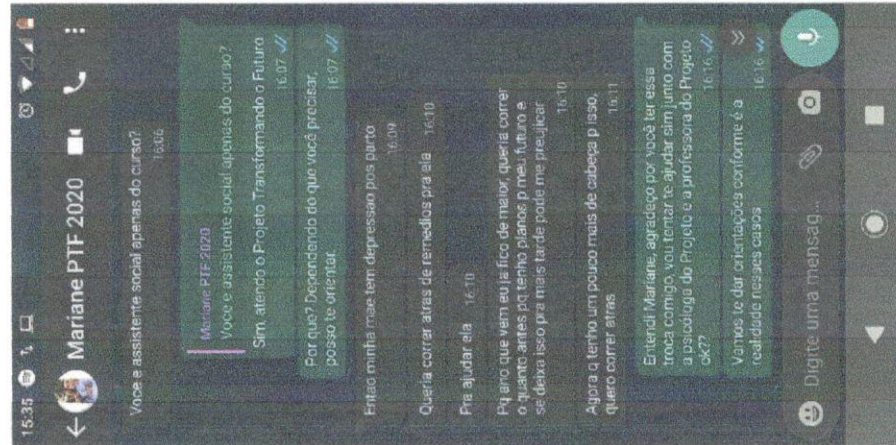 15:35
Mariane PTF 2020
Voce e assistente social apenas do curso?
16:06
Mariane PTF 2020
Voce e assistente social apenas do curso?
Sim, atendo o Projeto Transformando o Futuro
16:07
Por que? Dependendo do que você precisar,
posso te orientar.
16:07
Entao minha mae tem depressao pos parto
16:09
Queria correr atras de remedios pra ela
16:10
Pra ajudar ela 16:10
Pq ano que vem eu ja fico de maior, queria correr
o quanto antes pq tenho planos p meu futuro e
se deixa isso pra mais tarde pode me preujicar
16:10
Agora q tenho um pouco mais de cabeça p isso,
quero correr atras
16:11
Entendi Mariane, agradeço por você ter essa
troca comigo, vou tentar te ajudar sim junto com
a psicóloga do Projeto e a professora do Projeto
ok??
16:16
Vamos te dar orientações conforme é a
realidade nesses casos
16:16
Digite uma mensag...